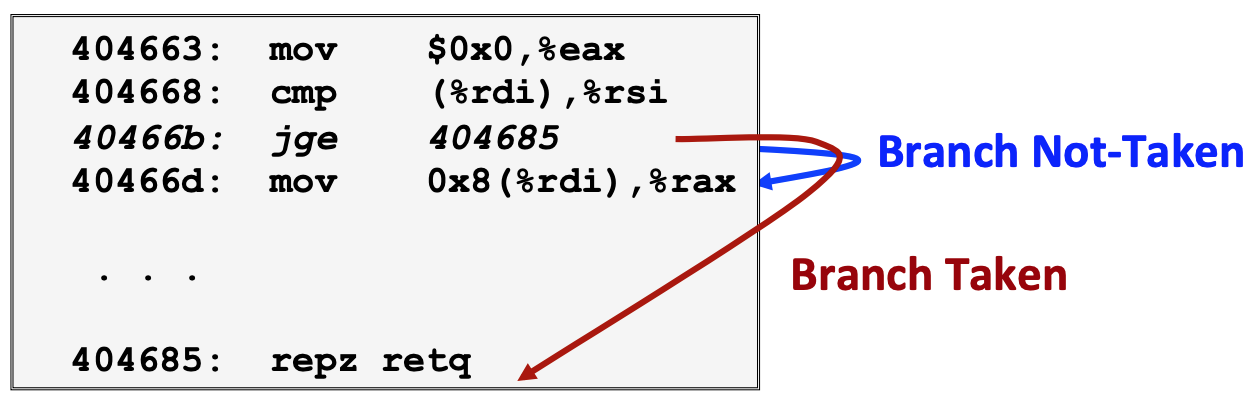 404663: mov $0x0,%eax
404668: cmp (%rdi),%rsi
40466b: jge 404685
40466d: mov 0x8(%rdi),%rax
. . .
404685: repz retq
Branch Not-Taken
Branch Taken